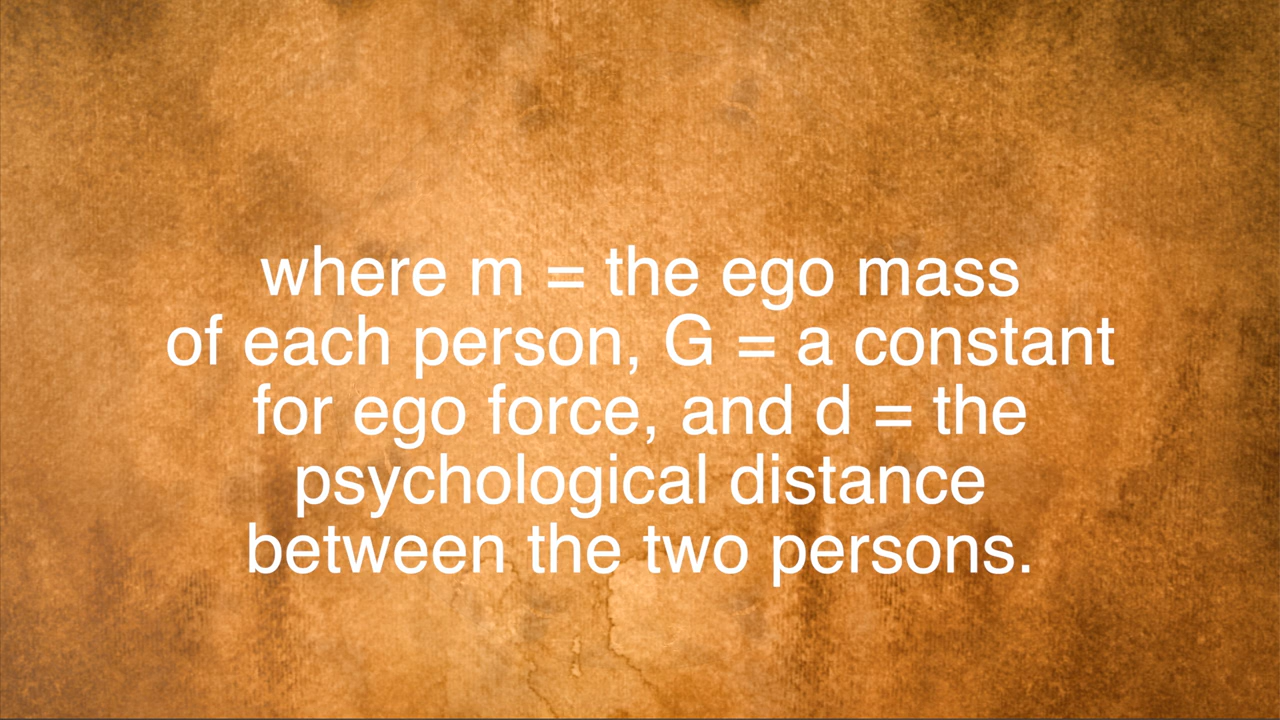 where m = the ego mass
of each person, G = a constant
for ego force, and d = the
psychological distance
between the two persons.